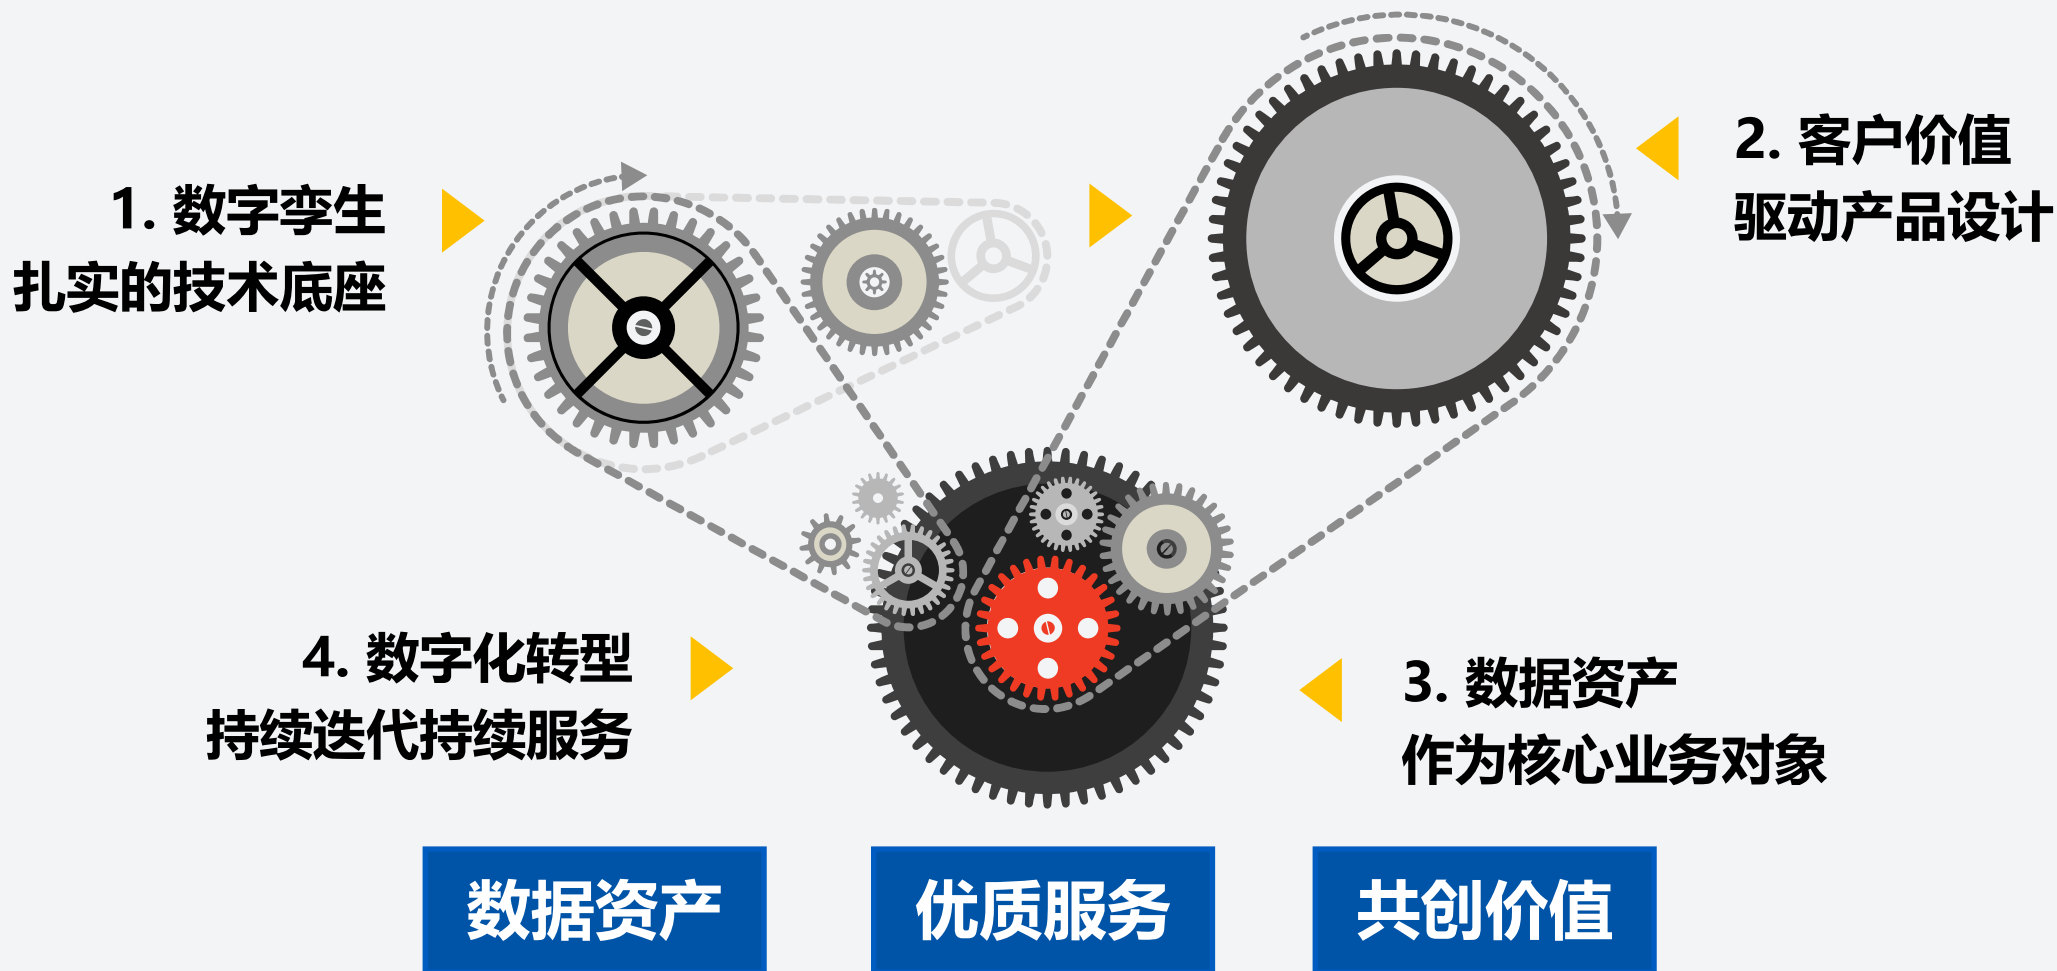 1. 数字孪生
扎实的技术底座
2. 客户价值
驱动产品设计
3. 数据资产
作为核心业务对象
4. 数字化转型
持续迭代持续服务
数据资产
优质服务
共创价值